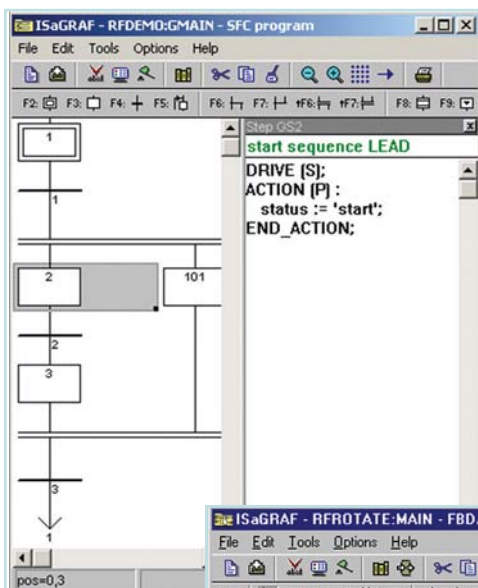 ISaGRAF - RFDEMO:GMAIN - SFC program
File Edit Tools Options Help
F2: F3: F4: F5: F6: F7: ↑F6: ↑F7: F8: F9:
1
1
2
101
2
3
3
1
pos=0,3
Step GS2
start sequence LEAD
DRIVE (S);
ACTION (P) :
status := 'start';
END_ACTION;
ISaGRAF - RFROTATE:MAIN - FBD
File Edit Tools Options Help